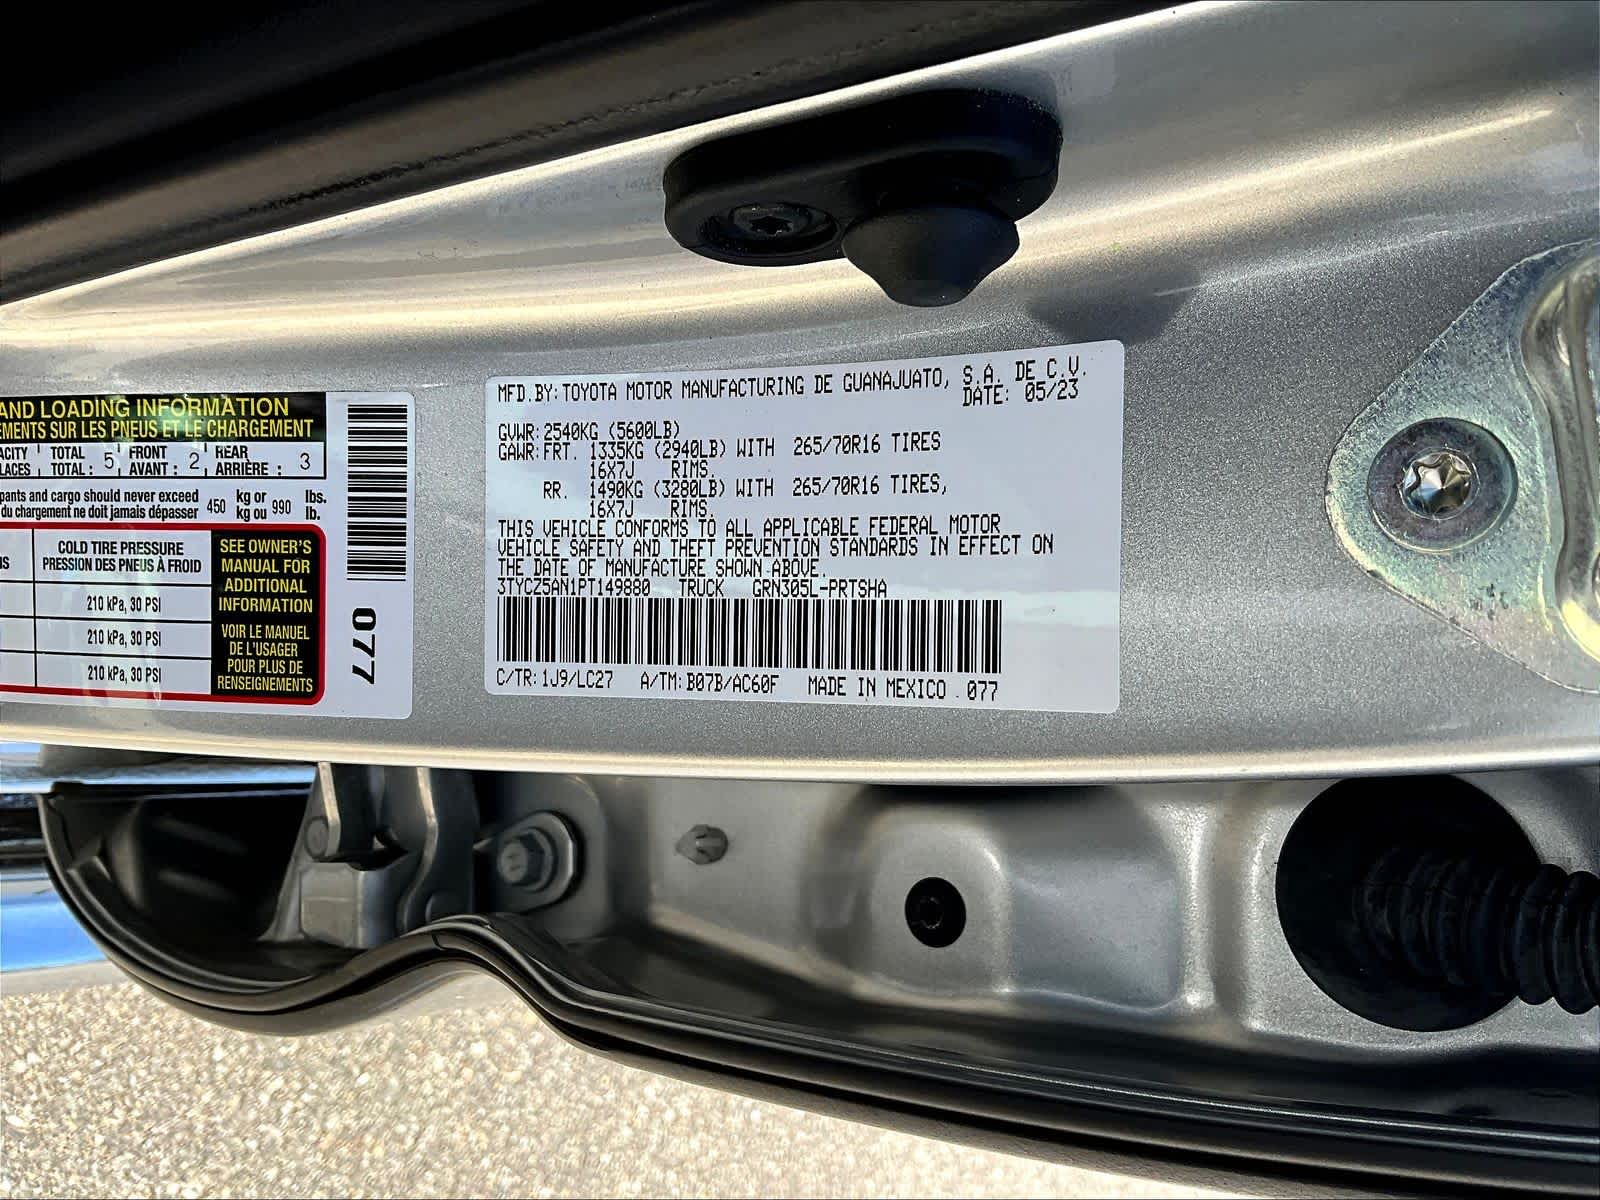 AND LOADING INFORMATION
EMENTS SUR LES PNEUS ET LE CHARGEMENT
ACITY TOTAL FRONT REAR
LACES TOTAL : 5 AVANT : 2 ARRIÈRE : 3
pants and cargo should never exceed 450 kg or 990 lbs.
du chargement ne doit jamais dépasser kg ou lb.
COLD TIRE PRESSURE
PRESSION DES PNEUS À FROID
210 kPa, 30 PSI
210 kPa, 30 PSI
210 kPa, 30 PSI
SEE OWNER'S
MANUAL FOR
ADDITIONAL
INFORMATION
VOIR LE MANUEL
DE L'USAGER
POUR PLUS DE
RENSEIGNEMENTS
077
MFD.BY:TOYOTA MOTOR MANUFACTURING DE GUANAJUATO, S.A. DE C.V.
DATE: 05/23
GVWR:2540KG (5600LB)
GAWR:FRT. 1335KG (2940LB) WITH 265/70R16 TIRES
16X7J RIMS.
RR. 1490KG (3280LB) WITH 265/70R16 TIRES,
16X7J RIMS.
THIS VEHICLE CONFORMS TO ALL APPLICABLE FEDERAL MOTOR
VEHICLE SAFETY AND THEFT PREVENTION STANDARDS IN EFFECT ON
THE DATE OF MANUFACTURE SHOWN ABOVE.
3TYCZ5AN1PT149880 TRUCK GRN305L-PRTSHA
C/TR:1J9/LC27 A/TM:B07B/AC60F MADE IN MEXICO 077